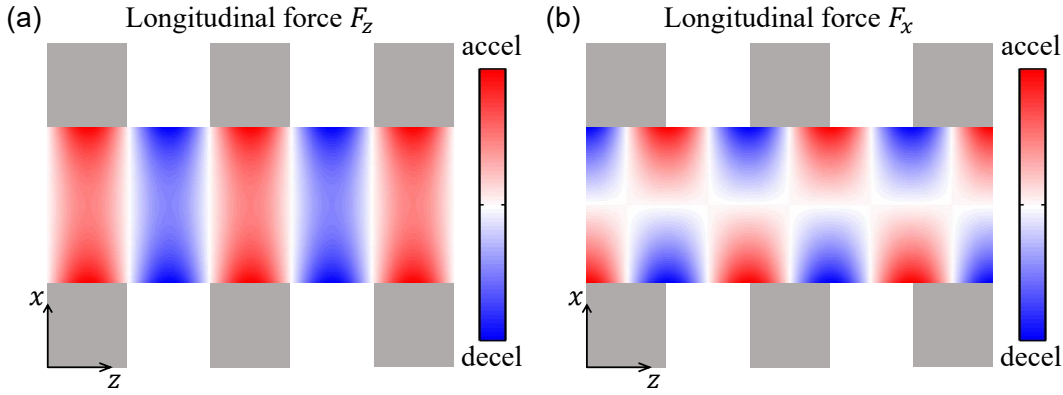 (a)
Longitudinal force F_z
accel
decel
x
z
(b)
Longitudinal force F_x
accel
decel
x
z